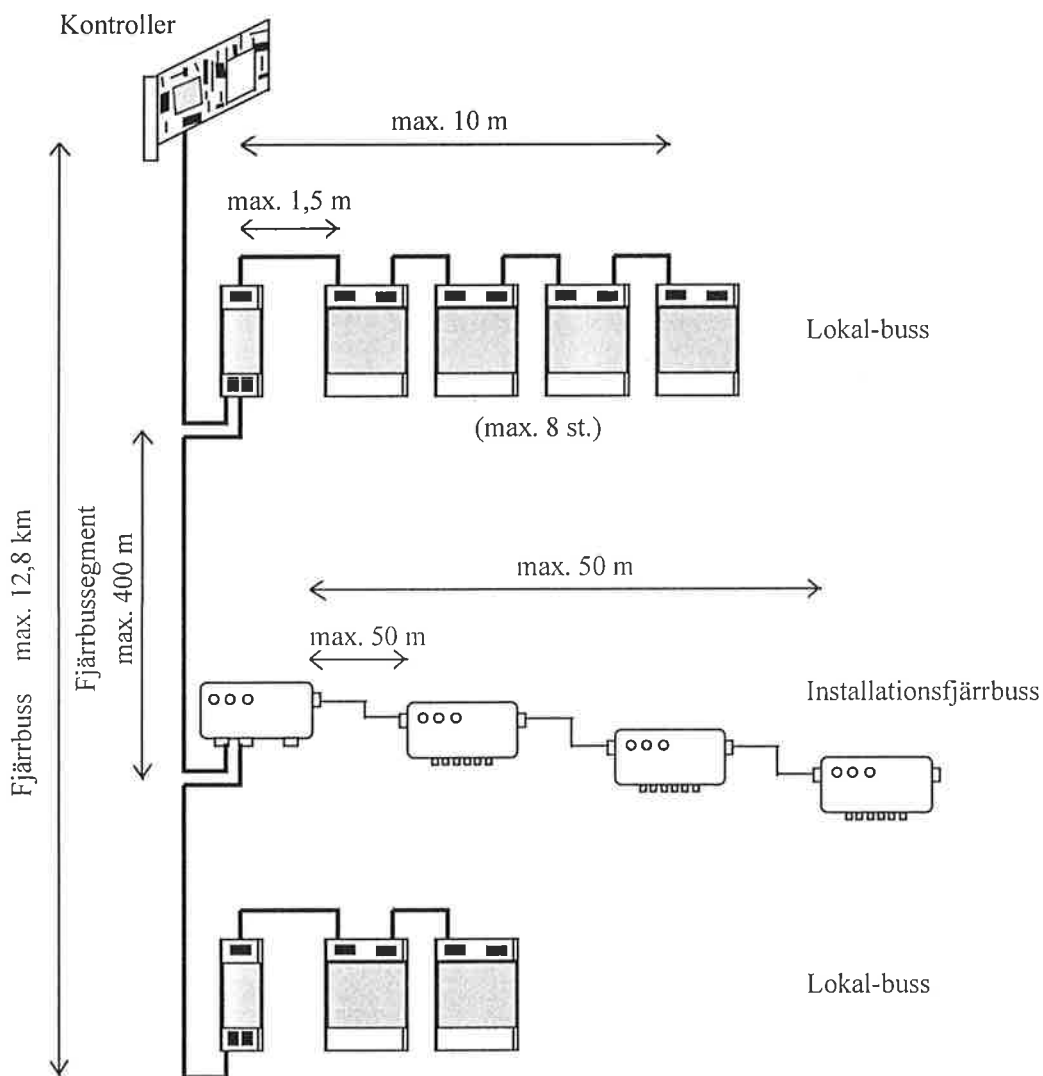 Kontroller
max. 10 m
max. 1,5 m
Lokal-buss
(max. 8 st.)
Fjärrbuss max. 12,8 km
Fjärrbussegment
max. 400 m
max. 50 m
max. 50 m
Installationsfjärrbuss
Lokal-buss